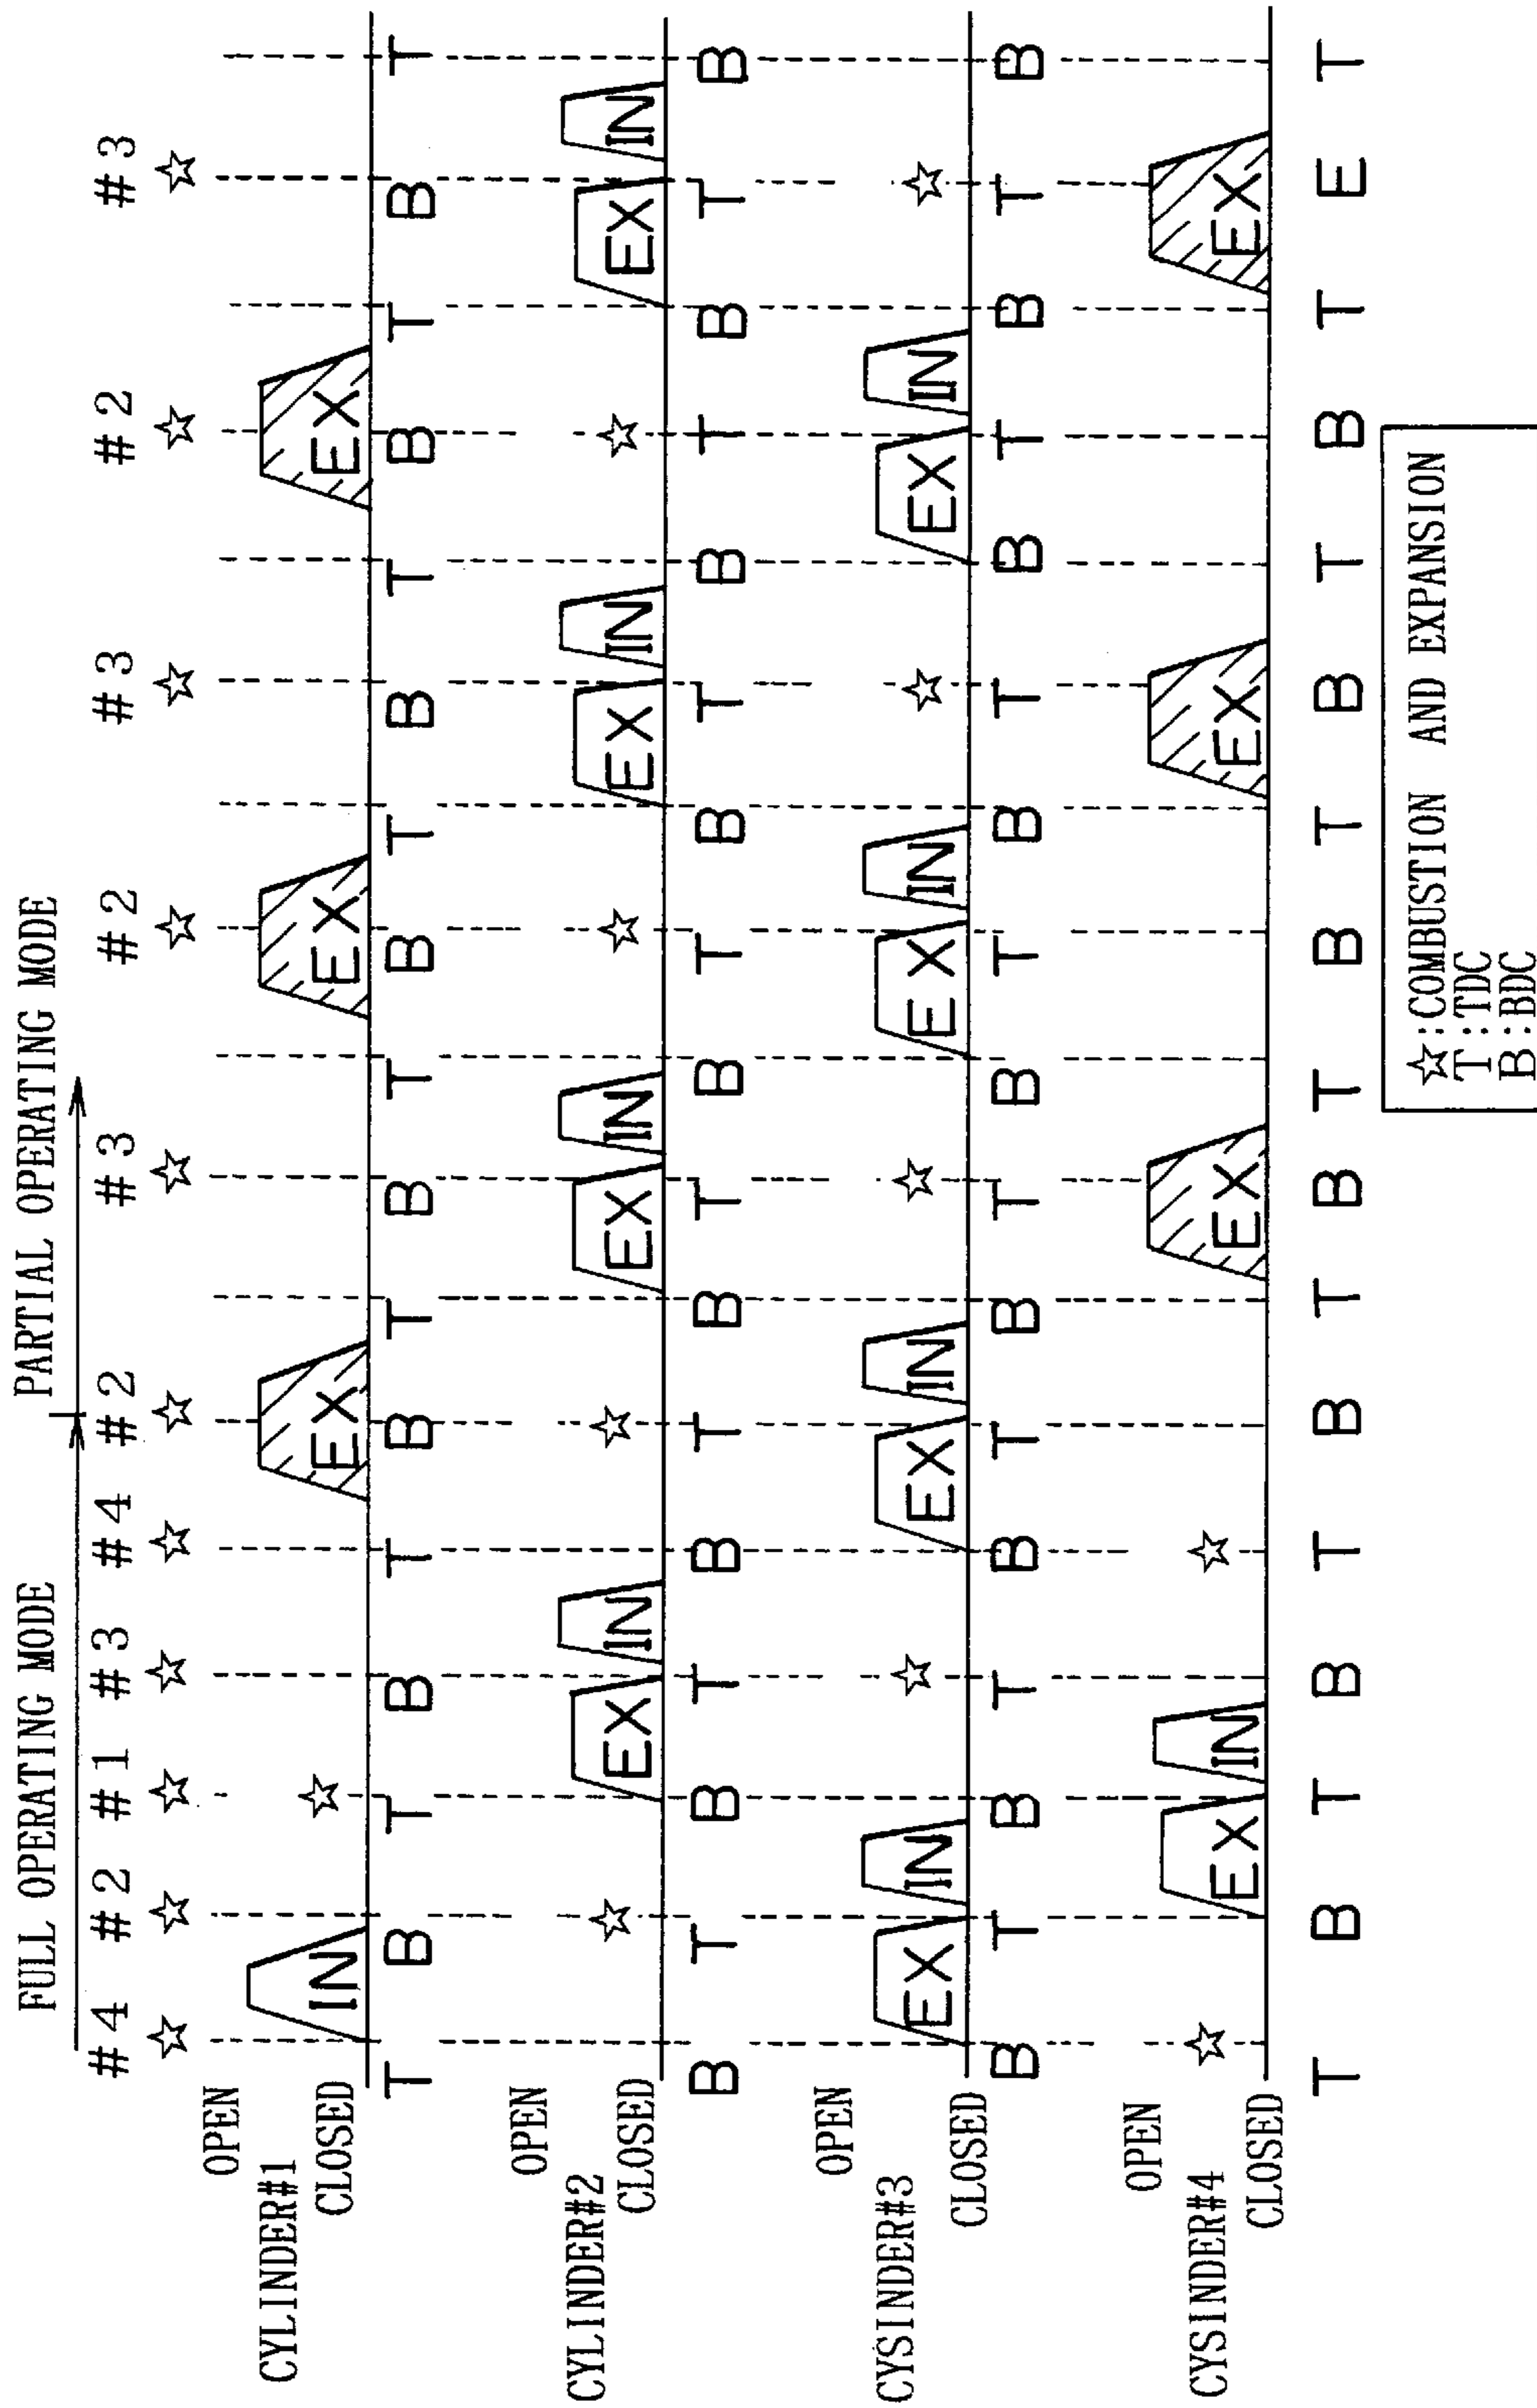 FULL OPERATING MODE PARTIAL OPERATING MODE
#4 #2 #1 #3 #4 #2 #3 #2 #3 #2 #3
OPEN
CYLINDER#1
IN EX EX EX
CLOSED
T B T B T B T B T B T B T B T B T
OPEN
CYLINDER#2
EX IN EX IN EX IN EX IN
CLOSED
B T B T B T B T B T B T B T B T B
OPEN
CYSINDER#3
EX IN EX IN EX IN EX IN
CLOSED
B T B T B T B T B T B T B T B T B
OPEN
CYSINDER#4
EX IN EX EX EX
CLOSED
T B T B T B T B T B T B T B T E T
☆:COMBUSTION AND EXPANSION
T:TDC
B:BDC